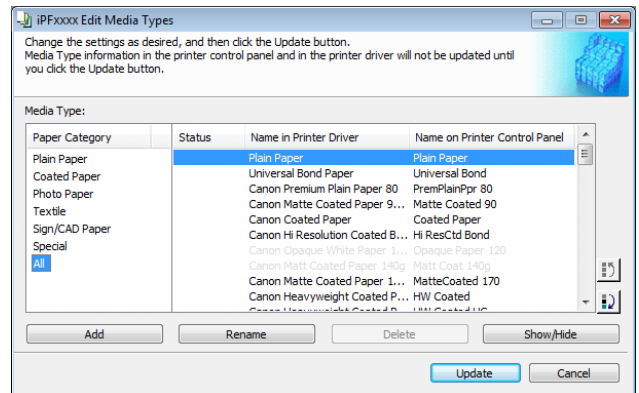 iPFxxxx Edit Media Types
Change the settings as desired, and then click the Update button.
Media Type information in the printer control panel and in the printer driver will not be updated until
you click the Update button.
Media Type:
Paper Category Status Name in Printer Driver Name on Printer Control Panel
Plain Paper
Coated Paper
Photo Paper
Textile
Sign/CAD Paper
Special
All
Plain Paper Plain Paper
Universal Bond Paper Universal Bond
Canon Premium Plain Paper 80 PremPlainPpr 80
Canon Matte Coated Paper 9... Matte Coated 90
Canon Coated Paper Coated Paper
Canon Hi Resolution Coated B... Hi ResCtd Bond
Canon Opaque White Paper 1... Opaque Paper 120
Canon Matt Coated Paper 140g Matt Coat 140g
Canon Matte Coated Paper 1... MatteCoated 170
Canon Heavyweight Coated P... HW Coated
Canon Heavyweight Coated P... HW Coated HG
Add Rename Delete Show/Hide
Update Cancel